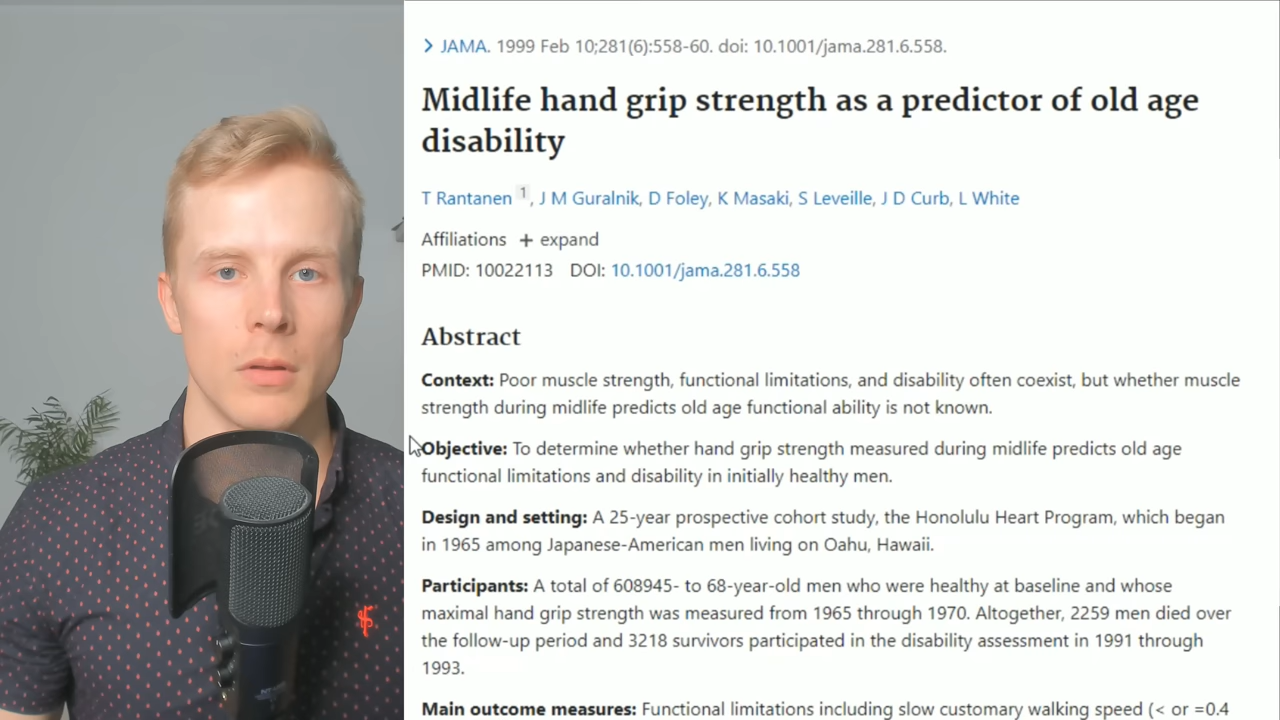 JAMA. 1999 Feb 10;281(6):558-60. doi: 10.1001/jama.281.6.558.
Midlife hand grip strength as a predictor of old age
disability
T Rantanen 1, J M Guralnik, D Foley, K Masaki, S Leveille, J D Curb, L White
Affiliations + expand
PMID: 10022113 DOI: 10.1001/jama.281.6.558
Abstract
Context: Poor muscle strength, functional limitations, and disability often coexist, but whether muscle
strength during midlife predicts old age functional ability is not known.
Objective: To determine whether hand grip strength measured during midlife predicts old age
functional limitations and disability in initially healthy men.
Design and setting: A 25-year prospective cohort study, the Honolulu Heart Program, which began
in 1965 among Japanese-American men living on Oahu, Hawaii.
Participants: A total of 608945- to 68-year-old men who were healthy at baseline and whose
maximal hand grip strength was measured from 1965 through 1970. Altogether, 2259 men died over
the follow-up period and 3218 survivors participated in the disability assessment in 1991 through
1993.
Main outcome measures: Functional limitations including slow customary walking speed (< or =0.4